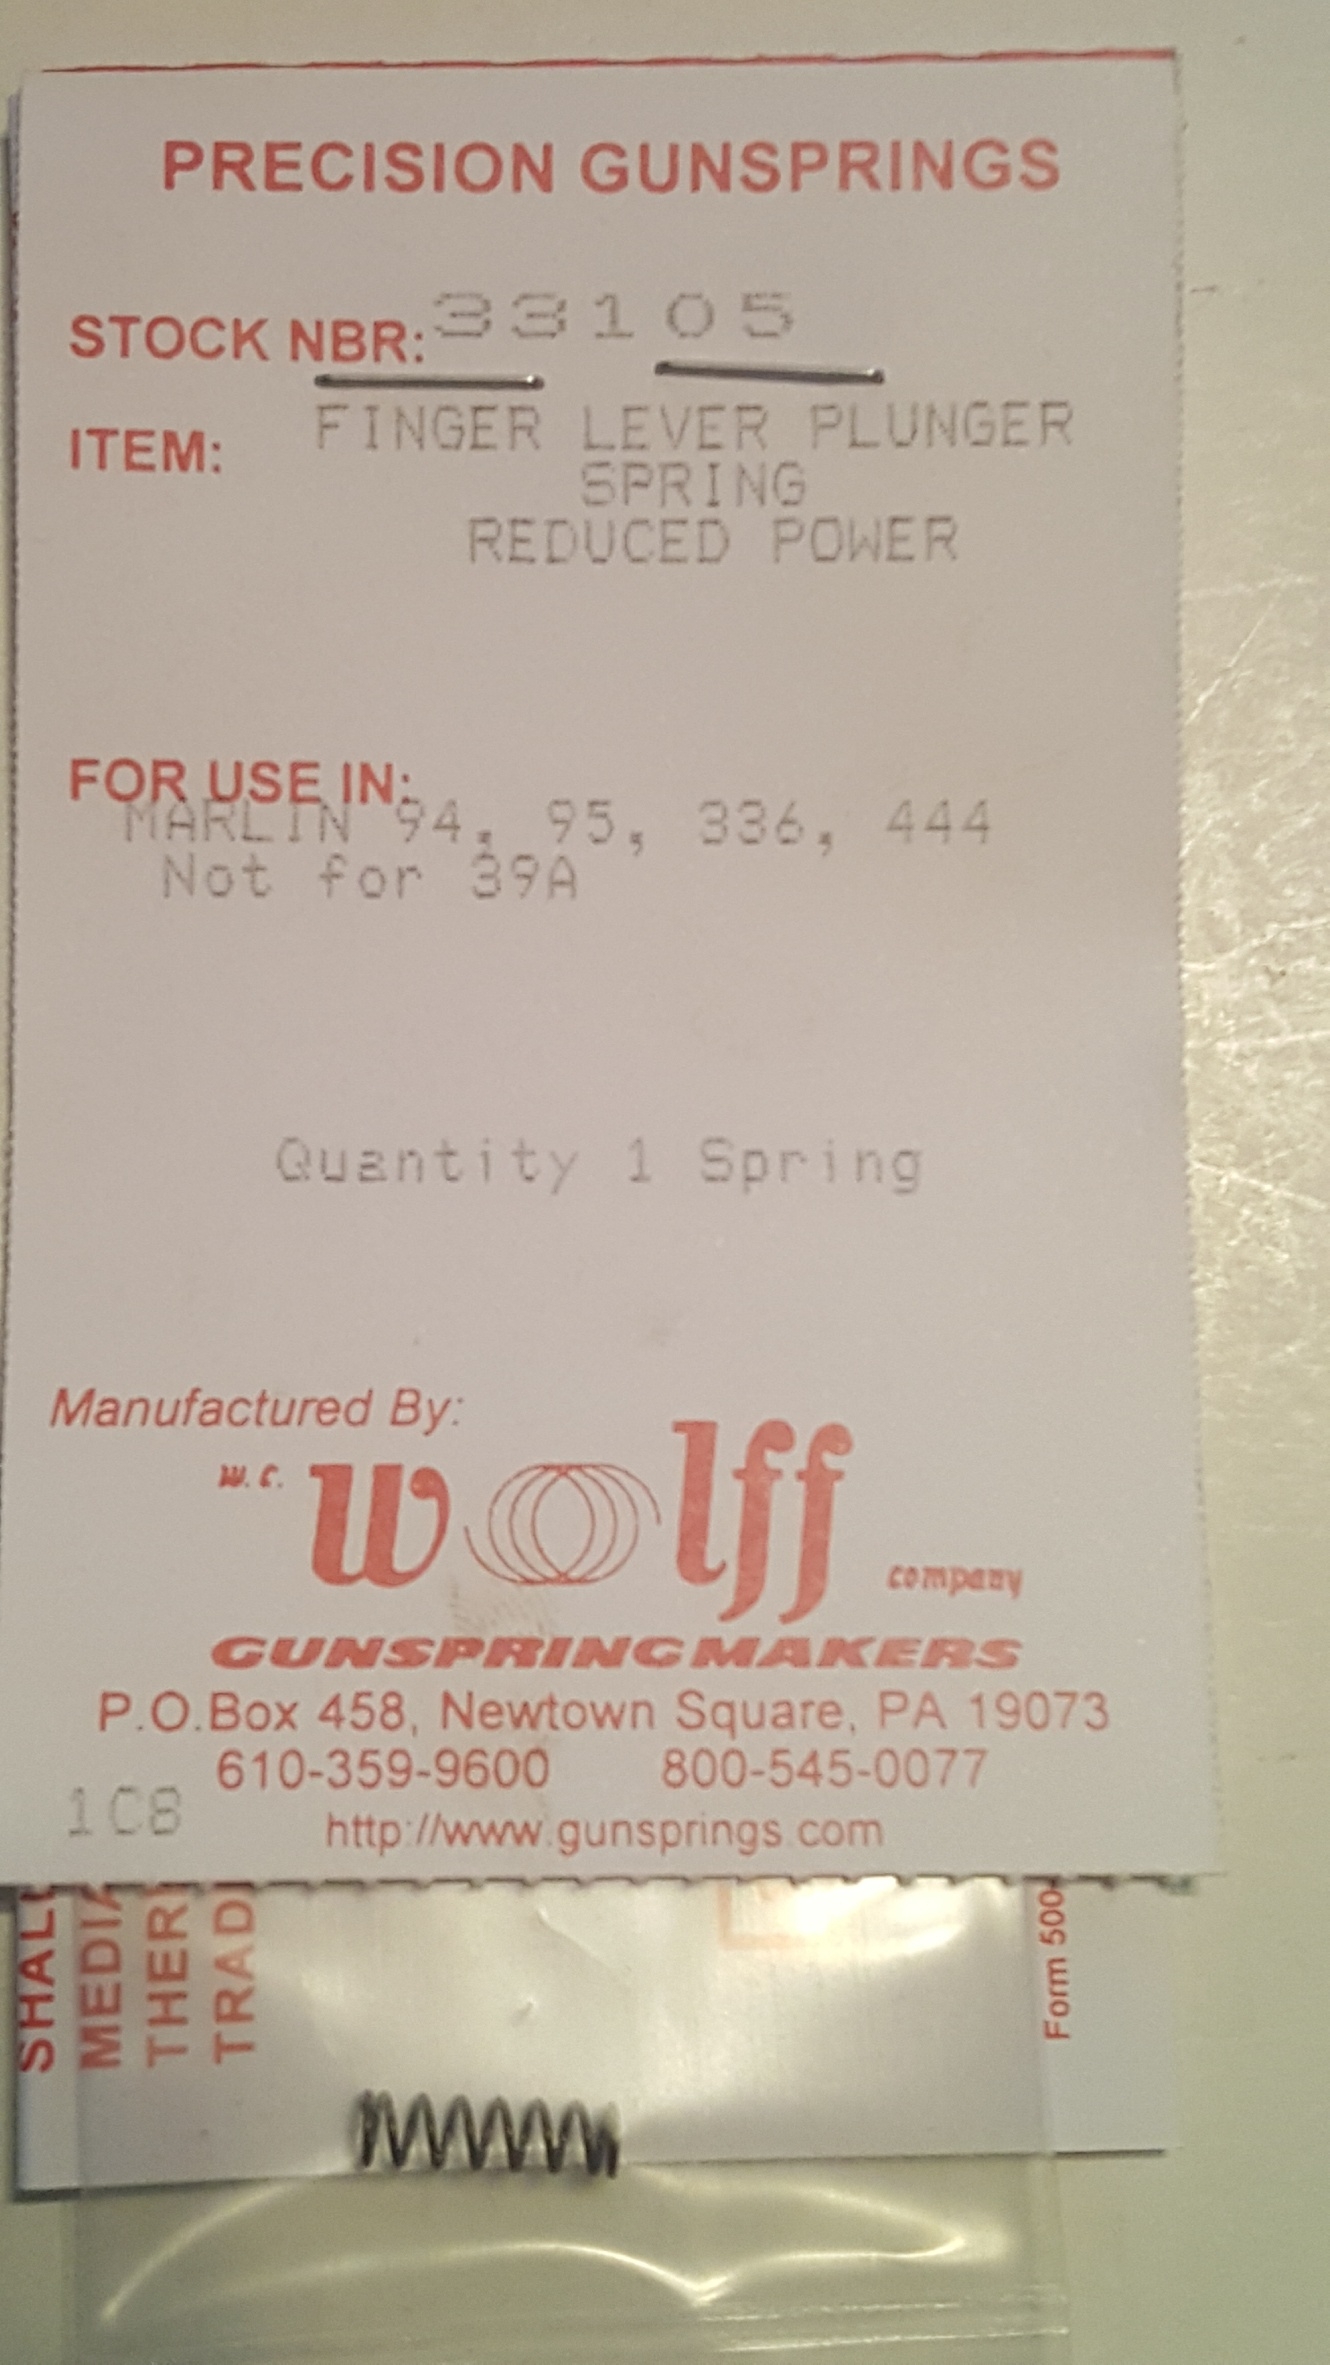 PRECISION GUNSPRINGS
STOCK NBR: 33105
ITEM: FINGER LEVER PLUNGER
SPRING
REDUCED POWER
FOR USE IN:
MARLIN 94, 95, 336, 444
Not for 39A
Quantity 1 Spring
Manufactured By:
W. C. Wolff company
GUNSPRINGMAKERS
P.O.Box 458, Newtown Square, PA 19073
610-359-9600 800-545-0077
1C8 http://www.gunsprings.com
MEDIA
TRAD
Form 500